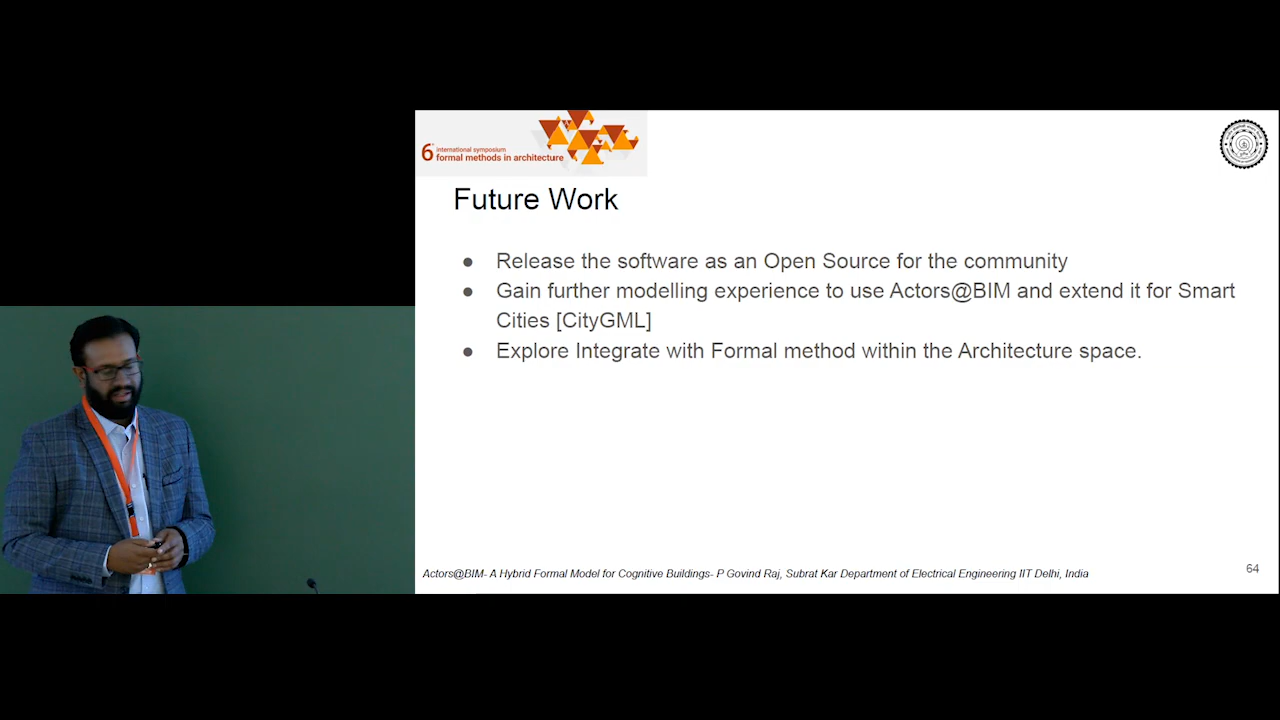 6th international symposium
formal methods in architecture
Future Work
● Release the software as an Open Source for the community
● Gain further modelling experience to use Actors@BIM and extend it for Smart
Cities [CityGML]
● Explore Integrate with Formal method within the Architecture space.
Actors@BIM- A Hybrid Formal Model for Cognitive Buildings- P Govind Raj, Subrat Kar Department of Electrical Engineering IIT Delhi, India
64